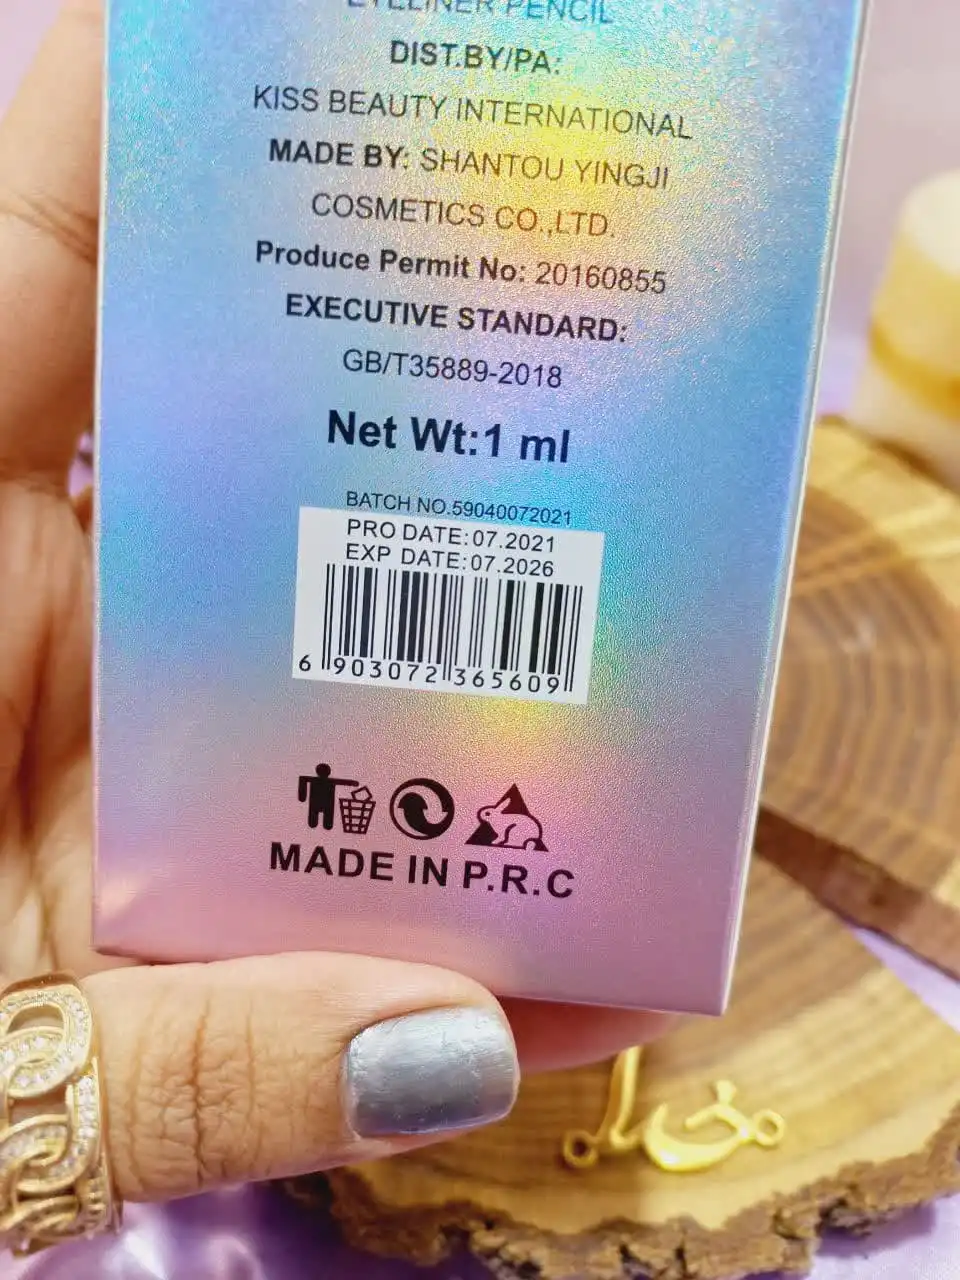 EYELINER PENCIL
DIST.BY/PA:
KISS BEAUTY INTERNATIONAL
MADE BY: SHANTOU YINGJI
COSMETICS CO.,LTD.
Produce Permit No: 20160855
EXECUTIVE STANDARD:
GB/T35889-2018
Net Wt:1 ml
BATCH NO.59040072021
PRO DATE:07.2021
EXP DATE:07.2026
6 903072 365609
MADE IN P.R.C